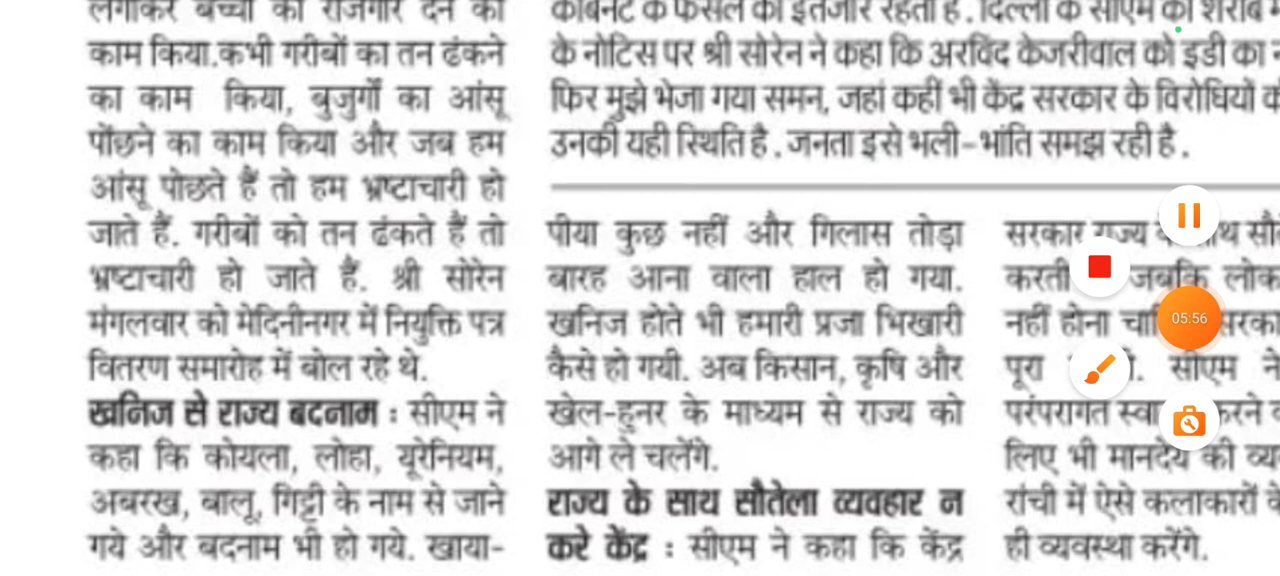 लगाकर बच्चों को रोजगार देने का
काम किया.कभी गरीबों का तन ढंकने
का काम किया, बुजुर्गों का आंसू
पोंछने का काम किया और जब हम
आंसू पोछते हैं तो हम भ्रष्टाचारी हो
जाते हैं. गरीबों को तन ढंकते हैं तो
भ्रष्टाचारी हो जाते हैं. श्री सोरेन
मंगलवार को मेदिनीनगर में नियुक्ति पत्र
वितरण समारोह में बोल रहे थे.
खनिज से राज्य बदनाम : सीएम ने
कहा कि कोयला, लोहा, यूरेनियम,
अबरख, बालू, गिट्टी के नाम से जाने
गये और बदनाम भी हो गये. खाया-
कैबिनेट के फैसले का इंतजार रहता है. दिल्ली के सीएम को शराब
के नोटिस पर श्री सोरेन ने कहा कि अरविंद केजरीवाल को इडी का
फिर मुझे भेजा गया समन, जहां कहीं भी केंद्र सरकार के विरोधियों
उनकी यही स्थिति है . जनता इसे भली-भांति समझ रही है .
पीया कुछ नहीं और गिलास तोड़ा
बारह आना वाला हाल हो गया.
खनिज होते भी हमारी प्रजा भिखारी
कैसे हो गयी. अब किसान, कृषि और
खेल-हुनर के माध्यम से राज्य को
आगे ले चलेंगे.
राज्य के साथ सौतेला व्यवहार न
करे केंद्र : सीएम ने कहा कि केंद्र
सरकार राज्य
करती जबकि
नहीं होना
पूरा सीएम ने
परंपरागत
लिए भी मानदेय की
रांची में ऐसे कलाकारों के
ही व्यवस्था करेंगे.
05:56